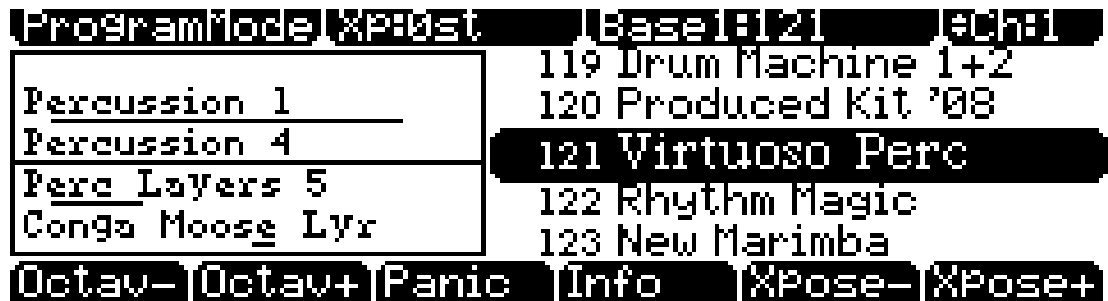 ProgramMode Xp:0st Base1:121 Ch:1
Percussion 1
Percussion 4
Perc Layers 5
Conga Moose Lyr
119 Drum Machine 1+2
120 Produced Kit '08
121 Virtuoso Perc
122 Rhythm Magic
123 New Marimba
Octav- Octav+ Panic Info Xpose- Xpose+